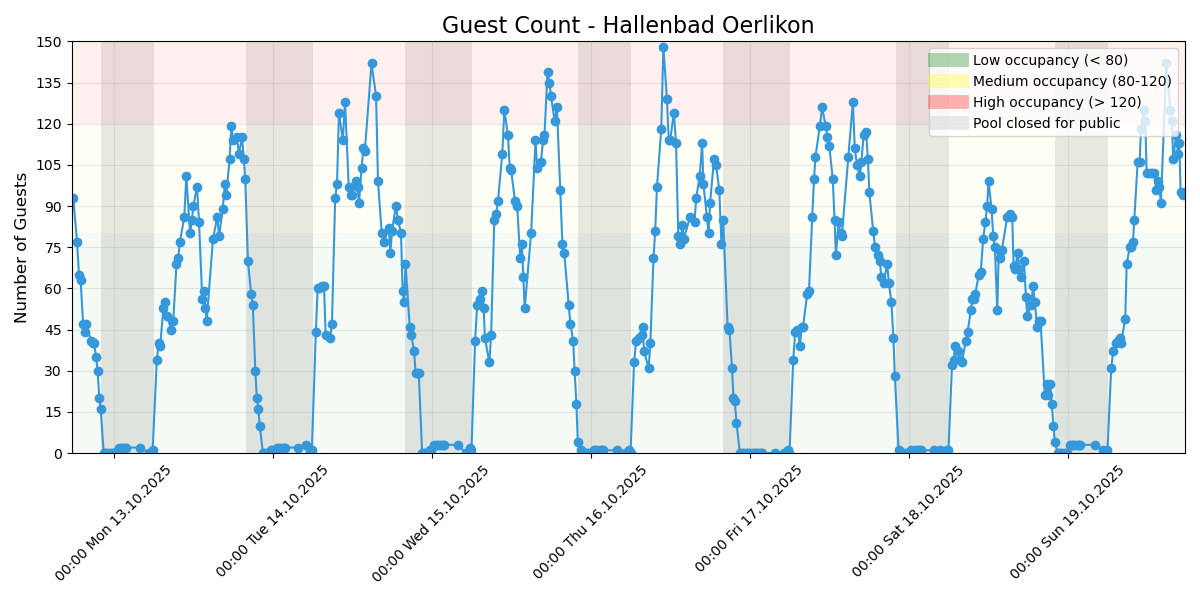 Guest Count - Hallenbad Oerlikon
Number of Guests
150
135
120
105
90
75
60
45
30
15
0
Low occupancy (< 80)
Medium occupancy (80-120)
High occupancy (> 120)
Pool closed for public
00:00 Mon 13.10.2025
00:00 Tue 14.10.2025
00:00 Wed 15.10.2025
00:00 Thu 16.10.2025
00:00 Fri 17.10.2025
00:00 Sat 18.10.2025
00:00 Sun 19.10.2025